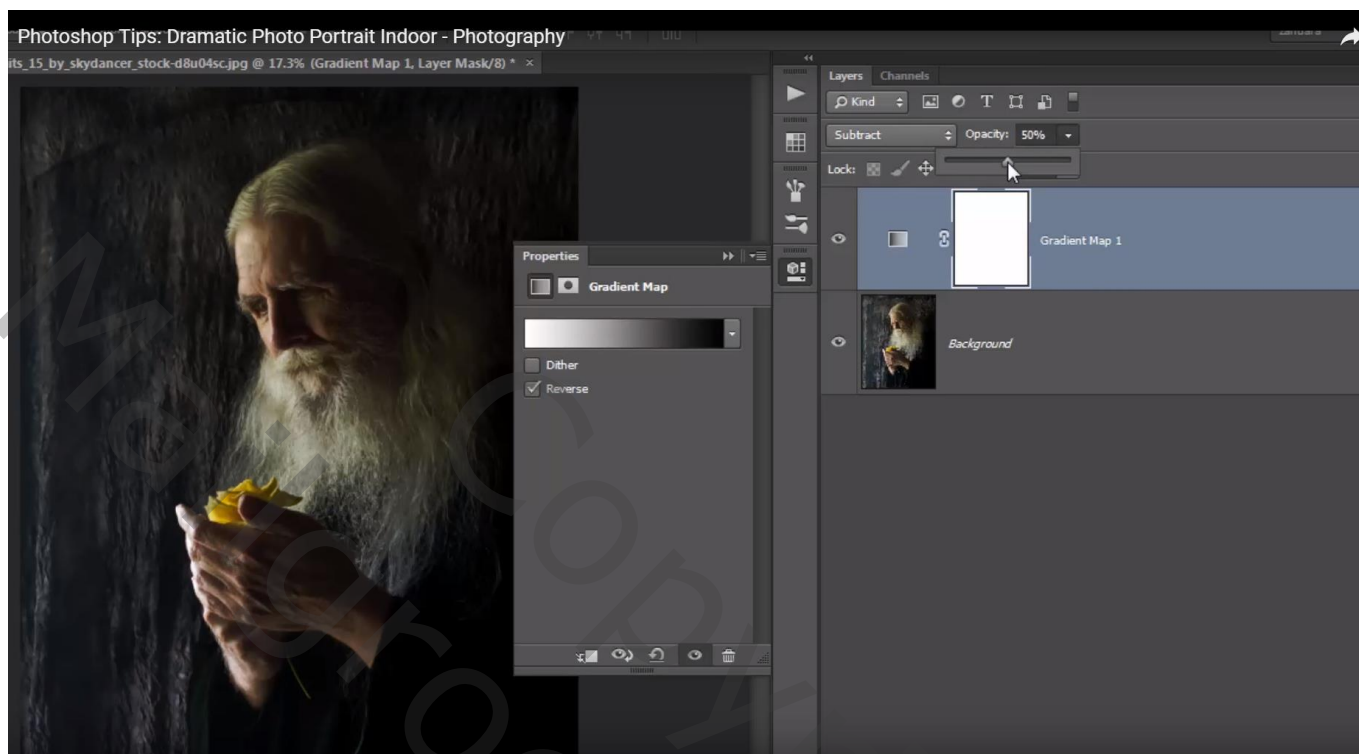 Photoshop Tips: Dramatic Photo Portrait Indoor - Photography
its_15_by_skydancer_stock-d8u04sc.jpg @ 17.3% (Gradient Map 1, Layer Mask/8) * ×
Layers Channels
Kind
Subtract Opacity: 50%
Lock:
Gradient Map 1
Properties
Gradient Map
Dither
Reverse
Background